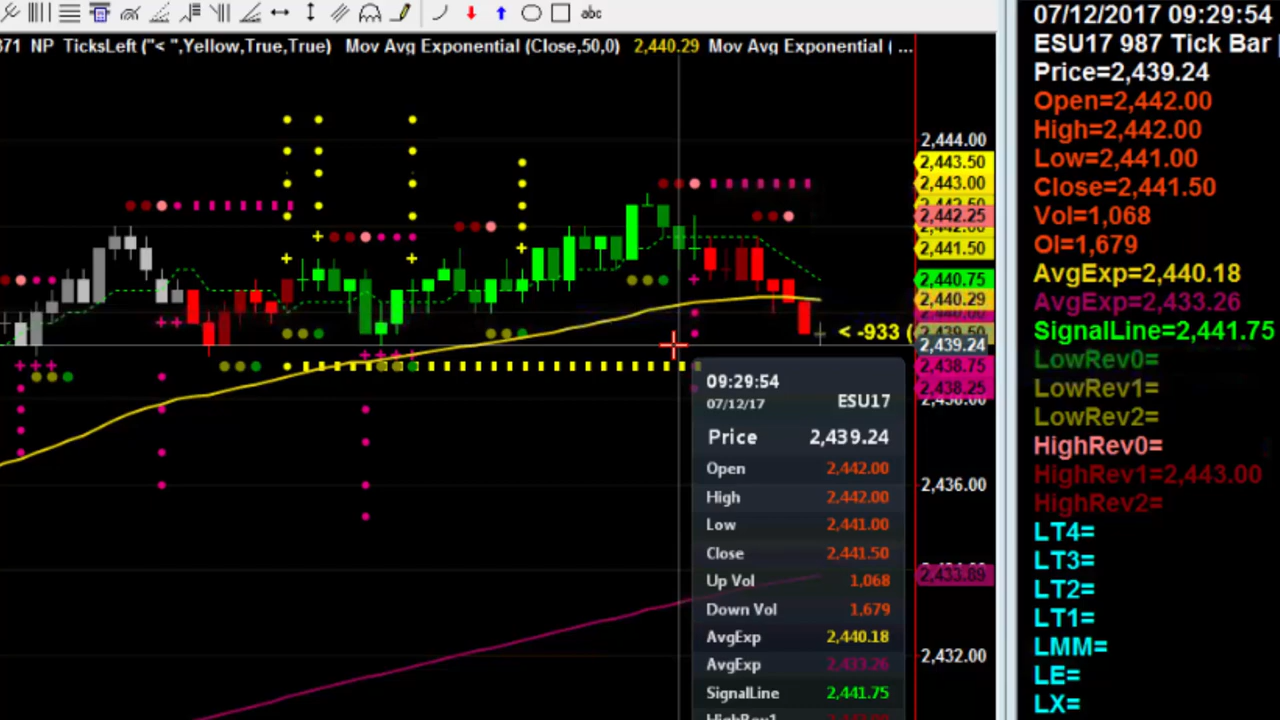 abc
371 NP TicksLeft ("< ",Yellow,True,True) Mov Avg Exponential (Close,50,0) 2,440.29 Mov Avg Exponential ( ...
2,444.00
2,443.50
2,443.00
2,442.25
2,441.50
2,440.75
2,440.29
2,439.50
2,439.24
2,438.75
2,438.25
2,436.00
2,433.89
2,432.00
< -933 (
09:29:54
07/12/17 ESU17
Price 2,439.24
Open 2,442.00
High 2,442.00
Low 2,441.00
Close 2,441.50
Up Vol 1,068
Down Vol 1,679
AvgExp 2,440.18
AvgExp 2,433.26
SignalLine 2,441.75
07/12/2017 09:29:54
ESU17 987 Tick Bar
Price=2,439.24
Open=2,442.00
High=2,442.00
Low=2,441.00
Close=2,441.50
Vol=1,068
OI=1,679
AvgExp=2,440.18
AvgExp=2,433.26
SignalLine=2,441.75
LowRev0=
LowRev1=
LowRev2=
HighRev0=
HighRev1=2,443.00
HighRev2=
LT4=
LT3=
LT2=
LT1=
LMM=
LE=
LX=